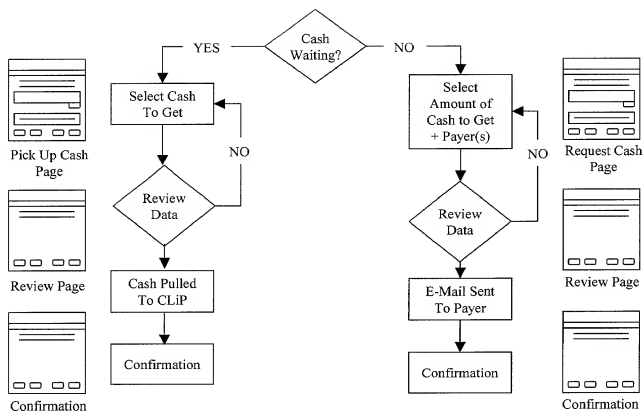 Cash
Waiting?
YES
NO
Select Cash
To Get
NO
Review
Data
Cash Pulled
To CLiP
Confirmation
Select
Amount of
Cash to Get
+ Payer(s)
NO
Review
Data
E-Mail Sent
To Payer
Confirmation
Pick Up Cash
Page
Review Page
Confirmation
Request Cash
Page
Review Page
Confirmation